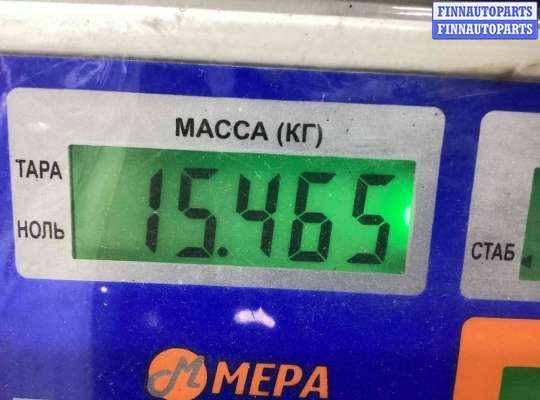 FINNAUTOPARTS
FINNAUTOPARTS
МАССА (КГ)
ТАРА
15.465
НОЛЬ
СТАБ
МЕРА